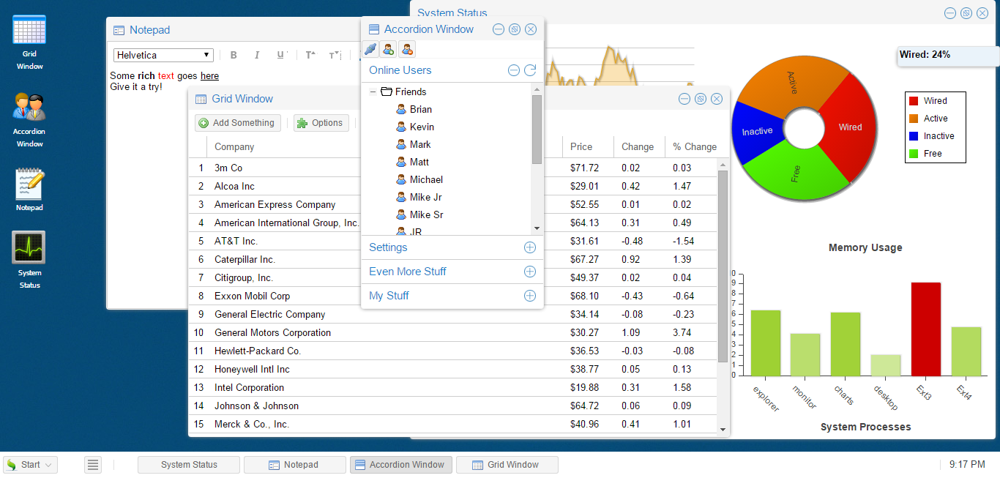 Grid
Window
Accordion
Window
Notepad
System
Status
Notepad
Helvetica
B I U T T
Some rich text goes here
Give it a try!
System Status
Wired: 24%
Active
Wired
Inactive
Free
Wired
Active
Inactive
Free
Memory Usage
0
9
8
7
6
5
4
3
2
1
0
explorer
monitor
charts
desktop
Ext3
Ext4
System Processes
Accordion Window
Online Users
Friends
Brian
Kevin
Mark
Matt
Michael
Mike Jr
Mike Sr
JR
Settings
Even More Stuff
My Stuff
Grid Window
Add Something Options
Company Price Change % Change
1 3m Co $71.72 0.02 0.03
2 Alcoa Inc $29.01 0.42 1.47
3 American Express Company $52.55 0.01 0.02
4 American International Group, Inc. $64.13 0.31 0.49
5 AT&T Inc. $31.61 -0.48 -1.54
6 Caterpillar Inc. $67.27 0.92 1.39
7 Citigroup, Inc. $49.37 0.02 0.04
8 Exxon Mobil Corp $68.10 -0.43 -0.64
9 General Electric Company $34.14 -0.08 -0.23
10 General Motors Corporation $30.27 1.09 3.74
11 Hewlett-Packard Co. $36.53 -0.03 -0.08
12 Honeywell Intl Inc $38.77 0.05 0.13
13 Intel Corporation $19.88 0.31 1.58
14 Johnson & Johnson $64.72 0.06 0.09
15 Merck & Co., Inc. $40.96 0.41 1.01
Start System Status Notepad Accordion Window Grid Window 9:17 PM